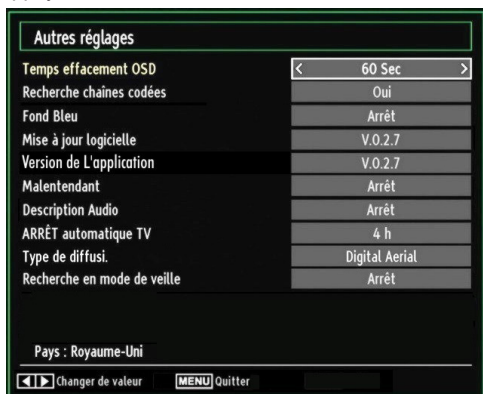 Autres réglages
Temps effacement OSD < 60 Sec >
Recherche chaînes codées Oui
Fond Bleu Arrêt
Mise à jour logicielle V.0.2.7
Version de L'application V.0.2.7
Malentendant Arrêt
Description Audio Arrêt
ARRÊT automatique TV 4 h
Type de diffusi. Digital Aerial
Recherche en mode de veille Arrêt
Pays : Royaume-Uni
Changer de valeur MENU Quitter